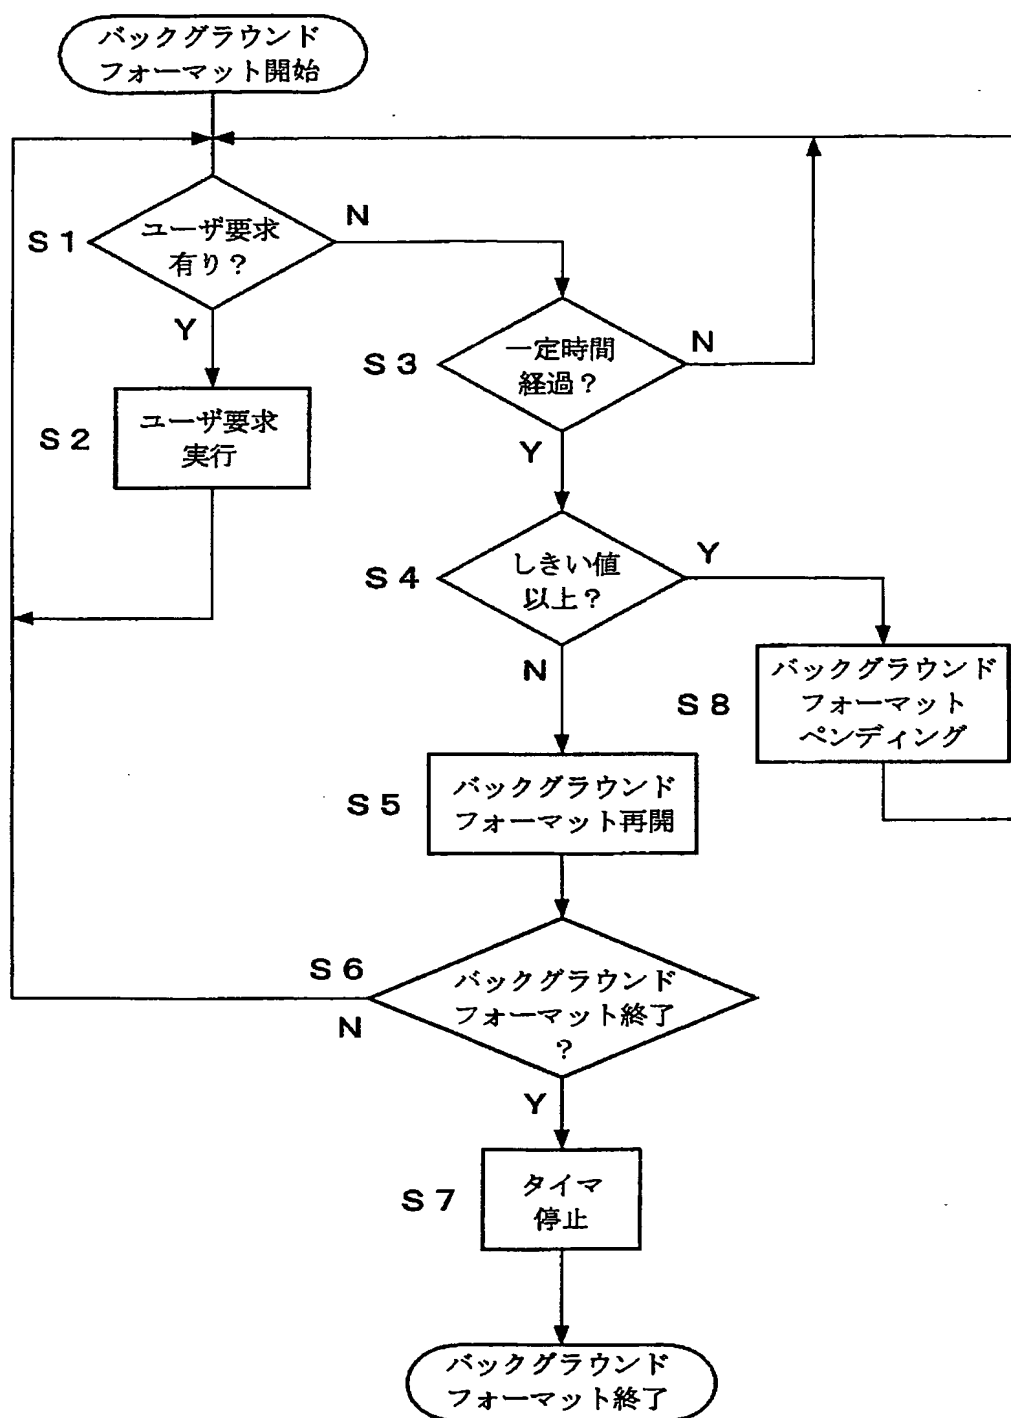 バックグラウンド
フォーマット開始
S1
ユーザ要求
有り?
N
Y
S2
ユーザ要求
実行
S3
一定時間
経過?
N
Y
S4
しきい値
以上?
Y
N
S8
バックグラウンド
フォーマット
ペンディング
S5
バックグラウンド
フォーマット再開
S6
バックグラウンド
フォーマット終了
?
N
Y
S7
タイマ
停止
バックグラウンド
フォーマット終了